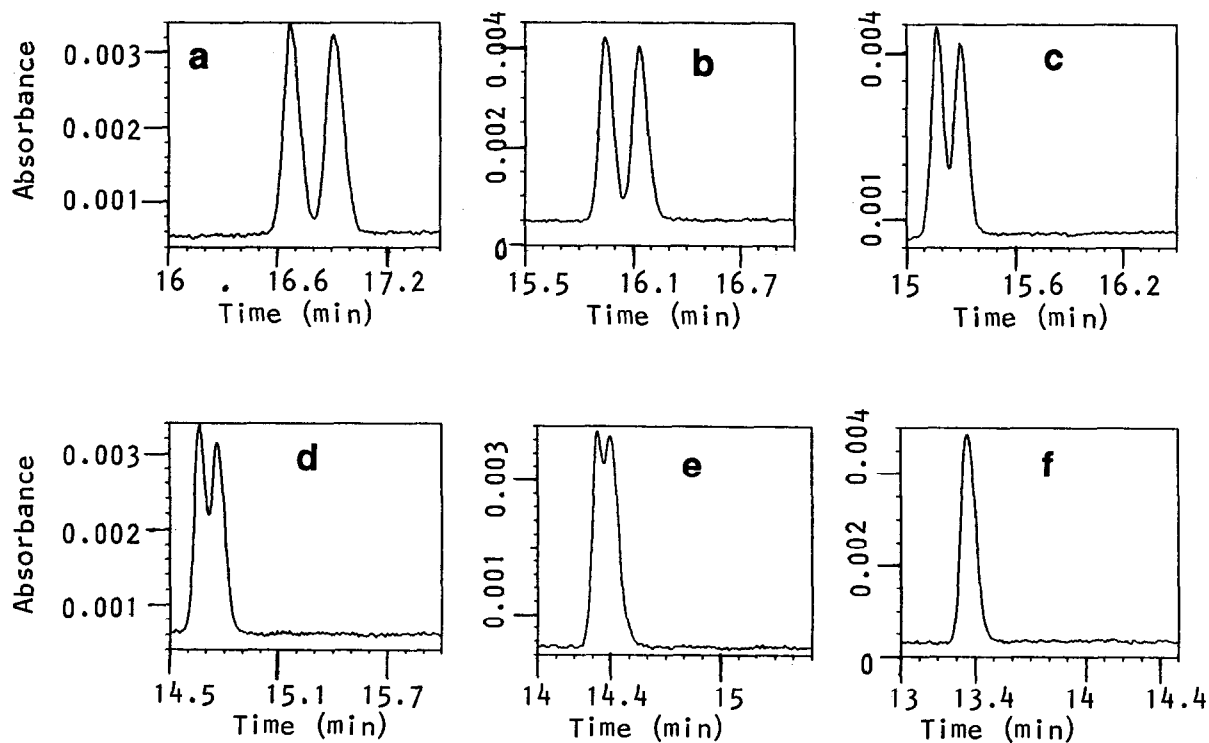 a
Absorbance
0.003
0.002
0.001
16 16.6 17.2
Time (min)
b
0.004
0.002
0
15.5 16.1 16.7
Time (min)
c
0.004
0.001
15 15.6 16.2
Time (min)
d
Absorbance
0.003
0.002
0.001
14.5 15.1 15.7
Time (min)
e
0.003
0.001
14 14.4 15
Time (min)
f
0.004
0.002
0
13 13.4 14 14.4
Time (min)